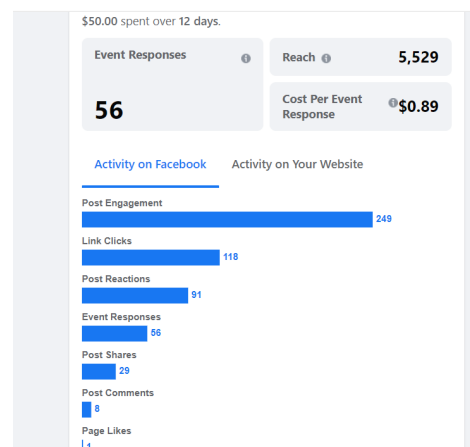 $50.00 spent over 12 days.
Event Responses
56
Reach
5,529
Cost Per Event
Response
$0.89
Activity on Facebook
Activity on Your Website
Post Engagement
249
Link Clicks
118
Post Reactions
91
Event Responses
56
Post Shares
29
Post Comments
8
Page Likes
1